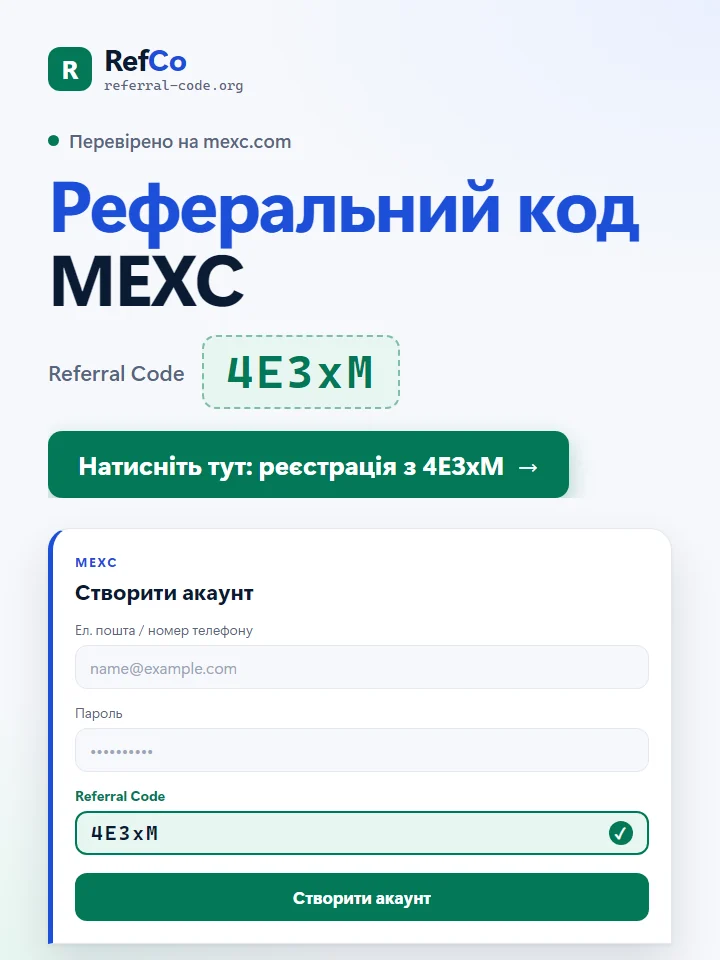 R
RefCo
referral-code.org
Перевірено на mexc.com
Реферальний код
MEXC
Referral Code 4E3xM
Натисніть тут: реєстрація з 4E3xM →
MEXC
Створити акаунт
Ел. пошта / номер телефону
name@example.com
Пароль
••••••••••
Referral Code
4E3xM
Створити акаунт